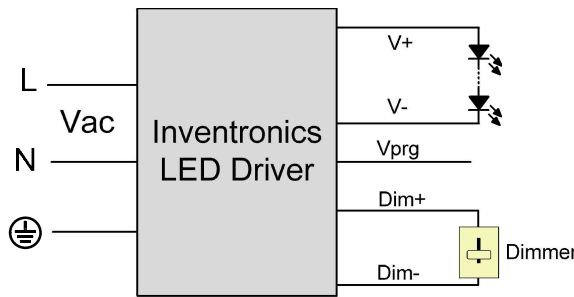 L
Vac
N
Inventronics
LED Driver
V+
V-
Vprg
Dim+
Dim-
Dimmer